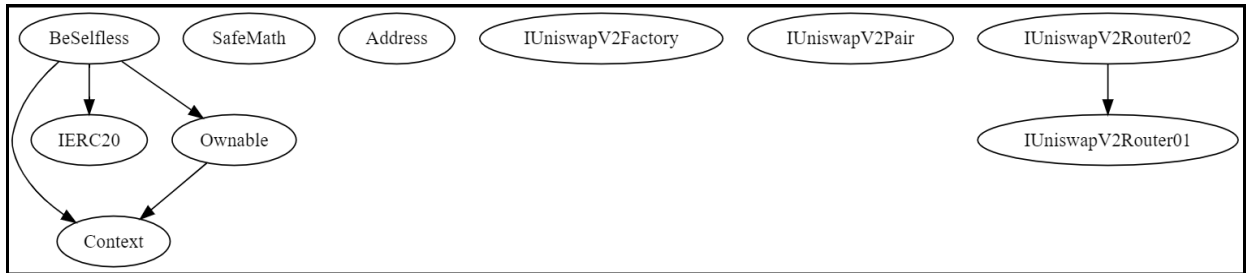 BeSelfless
SafeMath
Address
IUniswapV2Factory
IUniswapV2Pair
IUniswapV2Router02
IERC20
Ownable
IUniswapV2Router01
Context